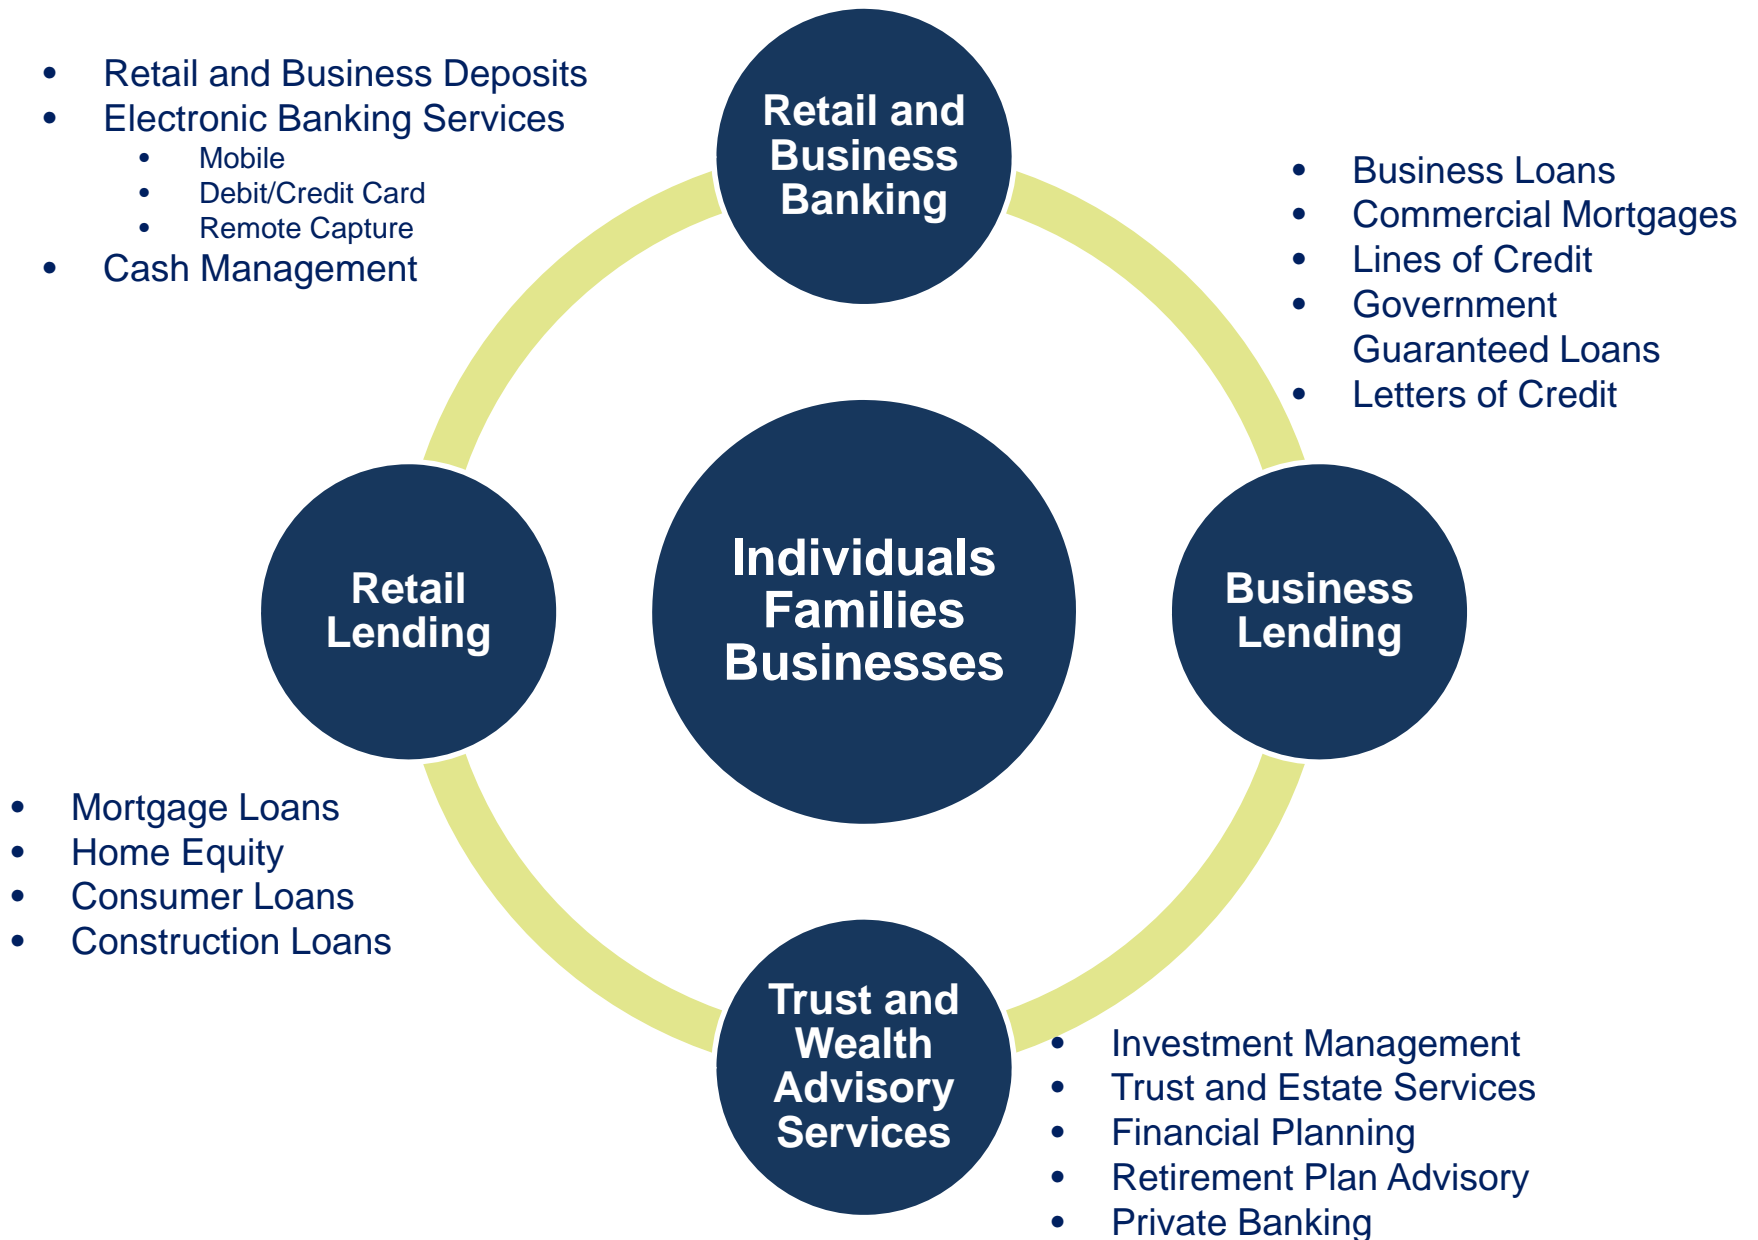 • Retail and Business Deposits
• Electronic Banking Services
• Mobile
• Debit/Credit Card
• Remote Capture
• Cash Management
Retail and
Business
Banking
• Business Loans
• Commercial Mortgages
• Lines of Credit
• Government
Guaranteed Loans
• Letters of Credit
Retail
Lending
Individuals
Families
Businesses
Business
Lending
• Mortgage Loans
• Home Equity
• Consumer Loans
• Construction Loans
Trust and
Wealth
Advisory
Services
• Investment Management
• Trust and Estate Services
• Financial Planning
• Retirement Plan Advisory
• Private Banking